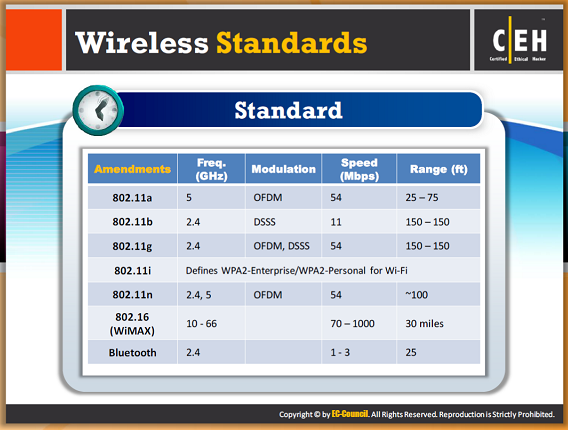 Wireless Standards
C|EH
Certified Ethical Hacker
Standard
Amendments Freq. (GHz) Modulation Speed (Mbps) Range (ft)
802.11a 5 OFDM 54 25 – 75
802.11b 2.4 DSSS 11 150 – 150
802.11g 2.4 OFDM, DSSS 54 150 – 150
802.11i Defines WPA2-Enterprise/WPA2-Personal for Wi-Fi
802.11n 2.4, 5 OFDM 54 ~100
802.16 (WiMAX) 10 - 66 70 – 1000 30 miles
Bluetooth 2.4 1 - 3 25
Copyright © by EC-Council. All Rights Reserved. Reproduction is Strictly Prohibited.